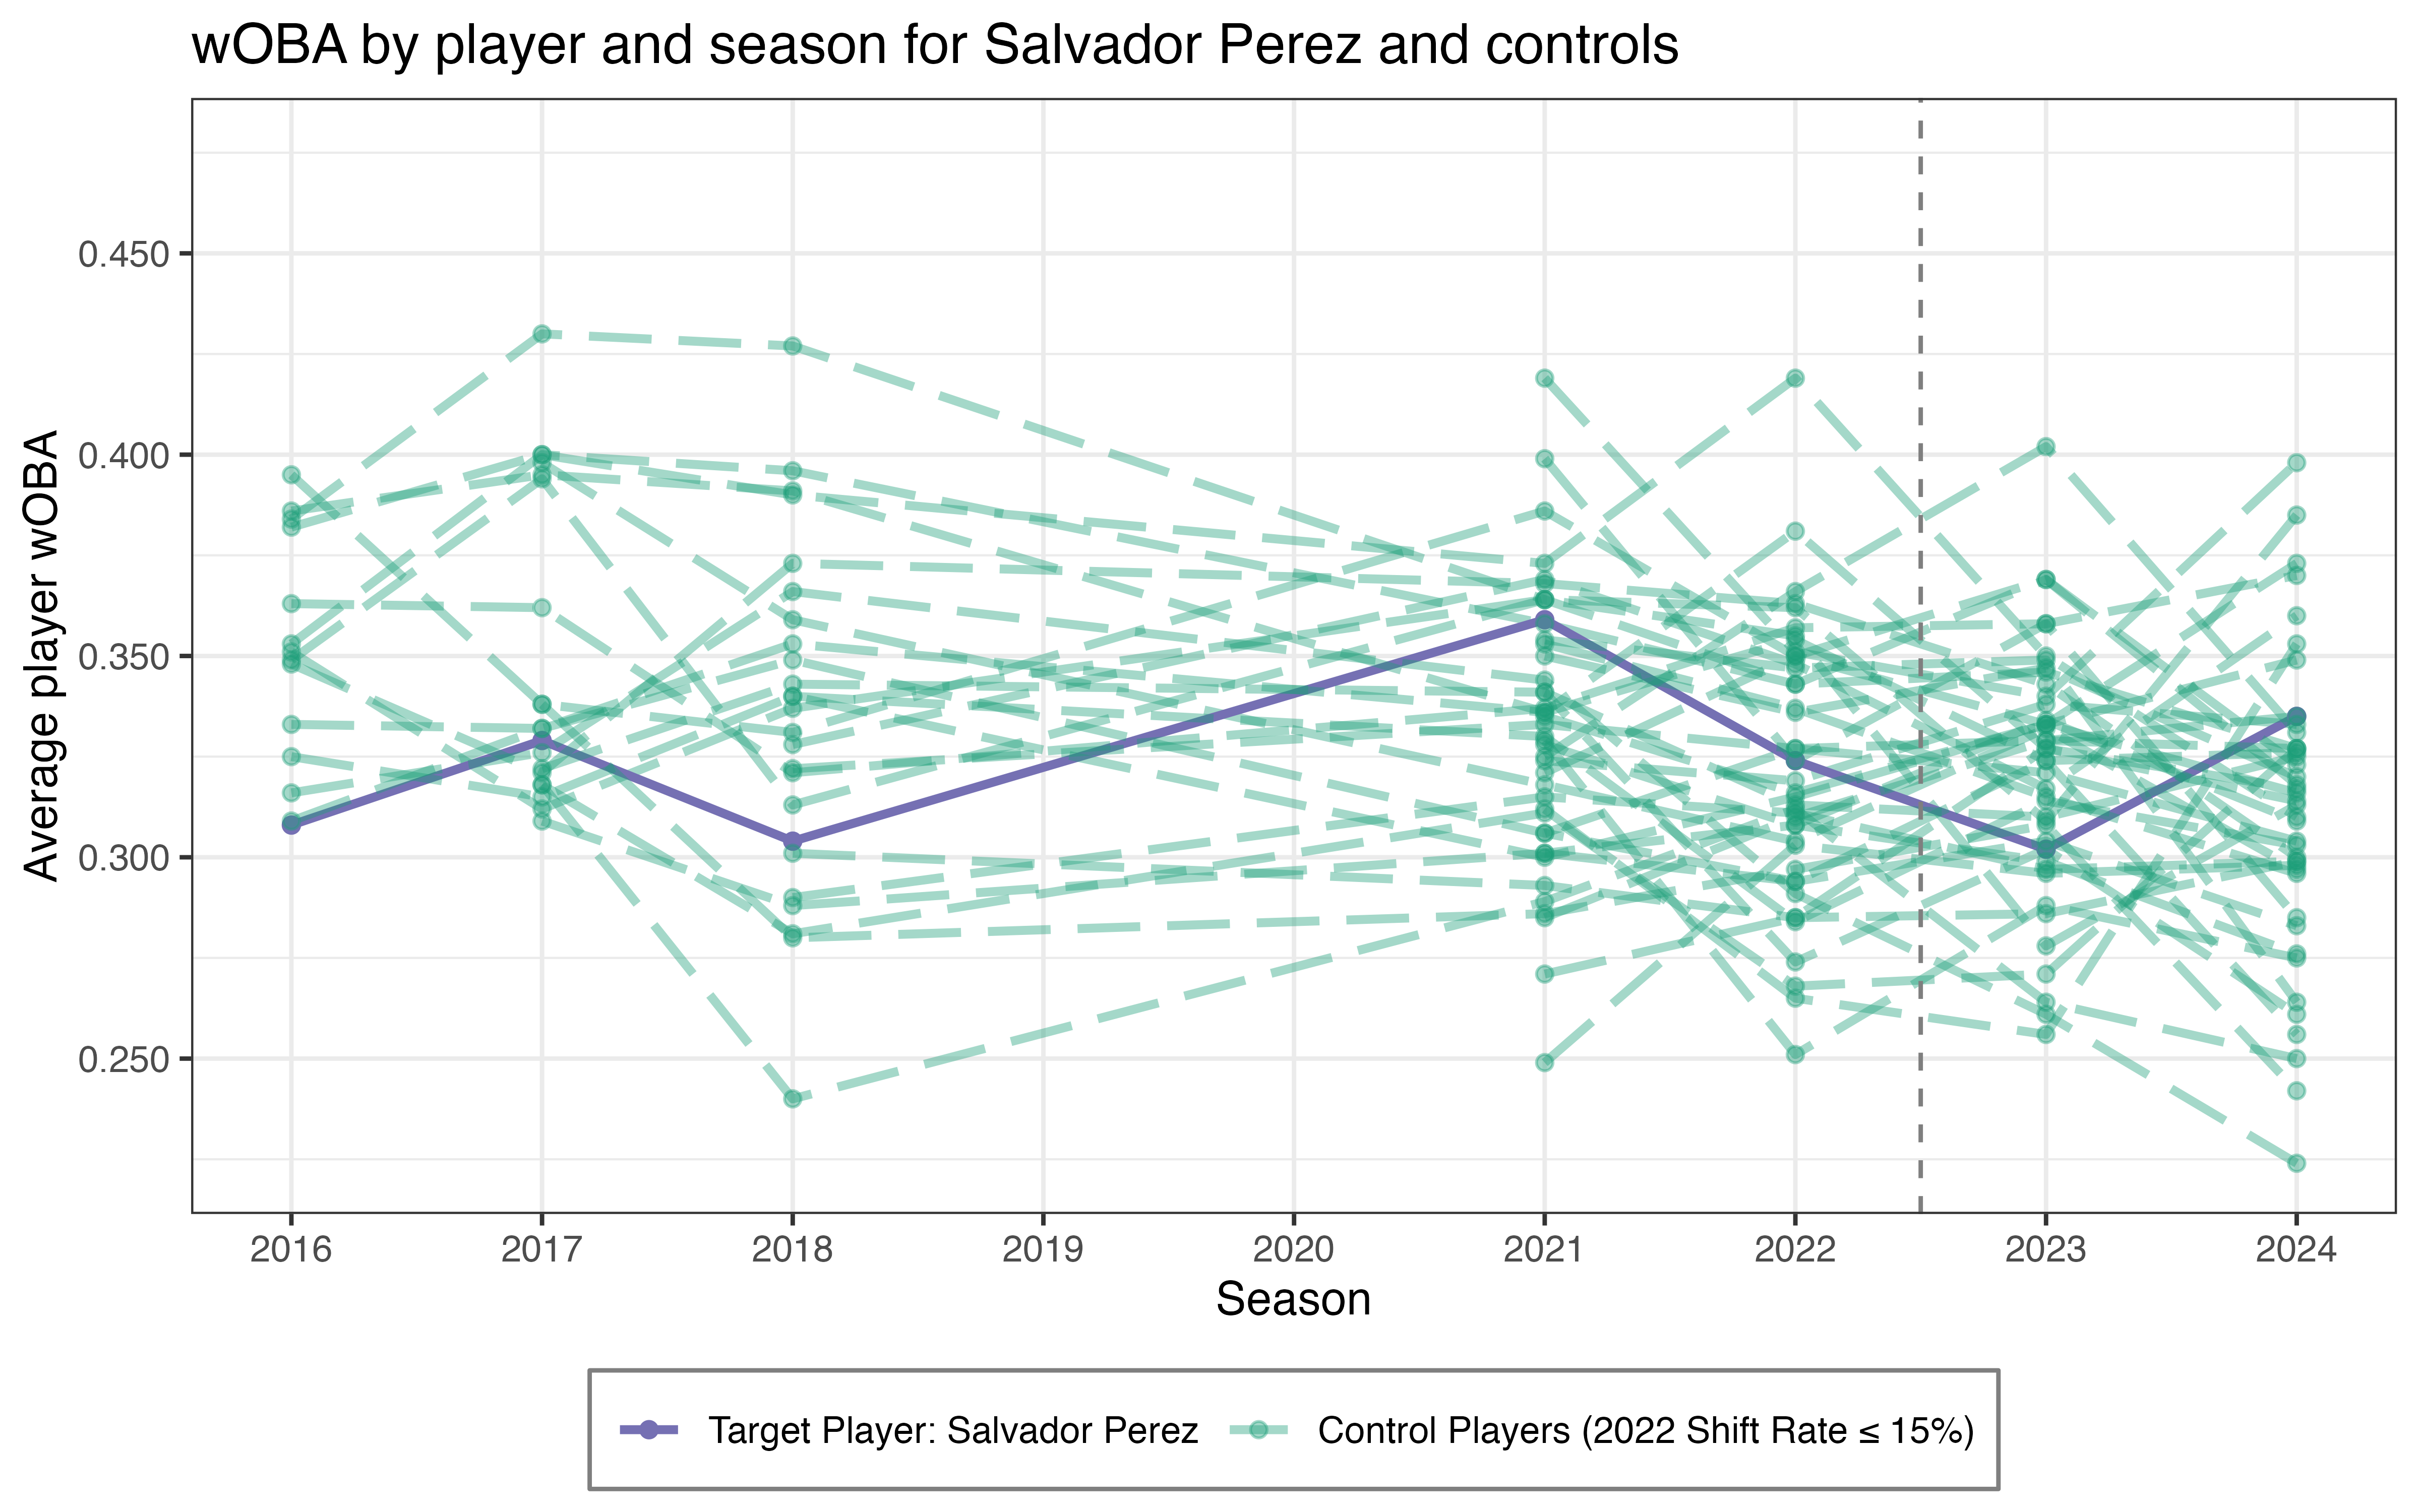 wOBA by player and season for Salvador Perez and controls
Average player wOBA
0.450
0.400
0.350
0.300
0.250
2016 2017 2018 2019 2020 2021 2022 2023 2024
Season
Target Player: Salvador Perez Control Players (2022 Shift Rate ≤ 15%)